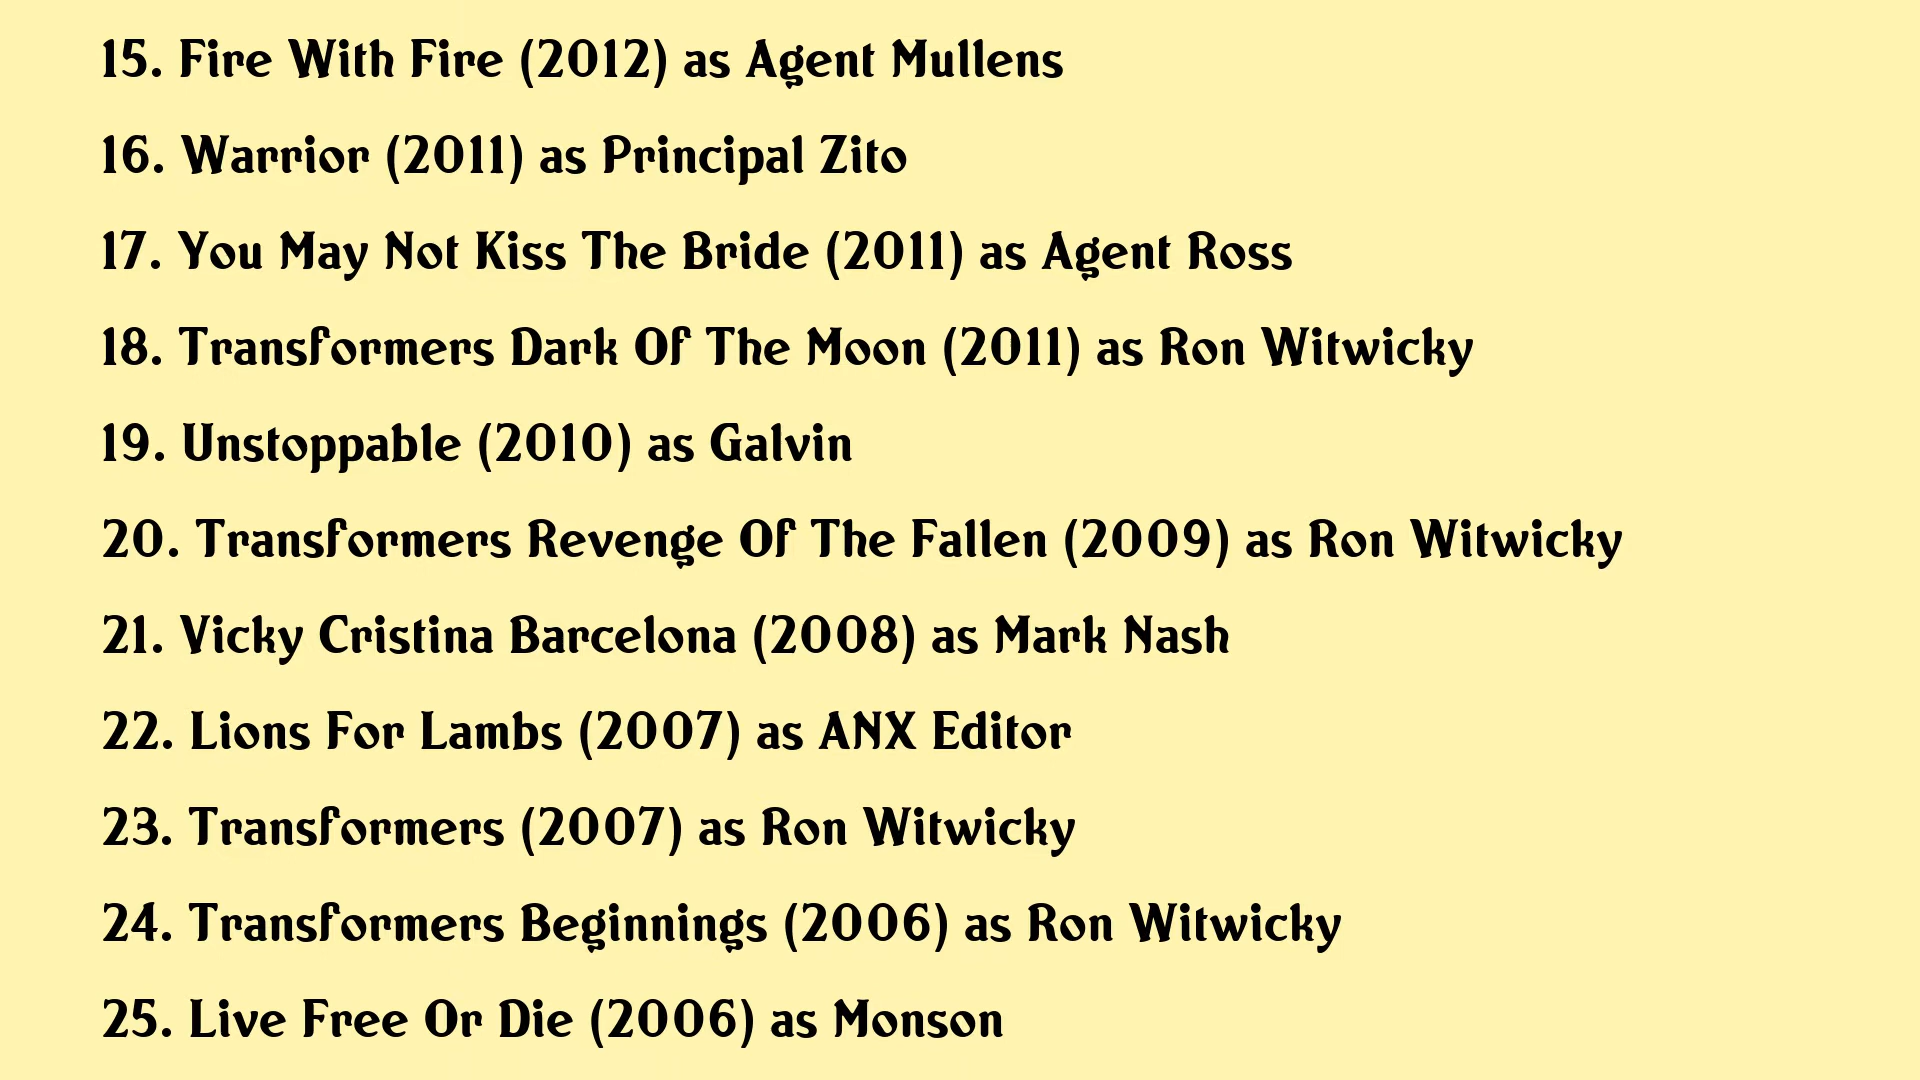 15. Fire With Fire (2012) as Agent Mullens
16. Warrior (2011) as Principal Zito
17. You May Not Kiss The Bride (2011) as Agent Ross
18. Transformers Dark Of The Moon (2011) as Ron Witwicky
19. Unstoppable (2010) as Galvin
20. Transformers Revenge Of The Fallen (2009) as Ron Witwicky
21. Vicky Cristina Barcelona (2008) as Mark Nash
22. Lions For Lambs (2007) as ANX Editor
23. Transformers (2007) as Ron Witwicky
24. Transformers Beginnings (2006) as Ron Witwicky
25. Live Free Or Die (2006) as Monson